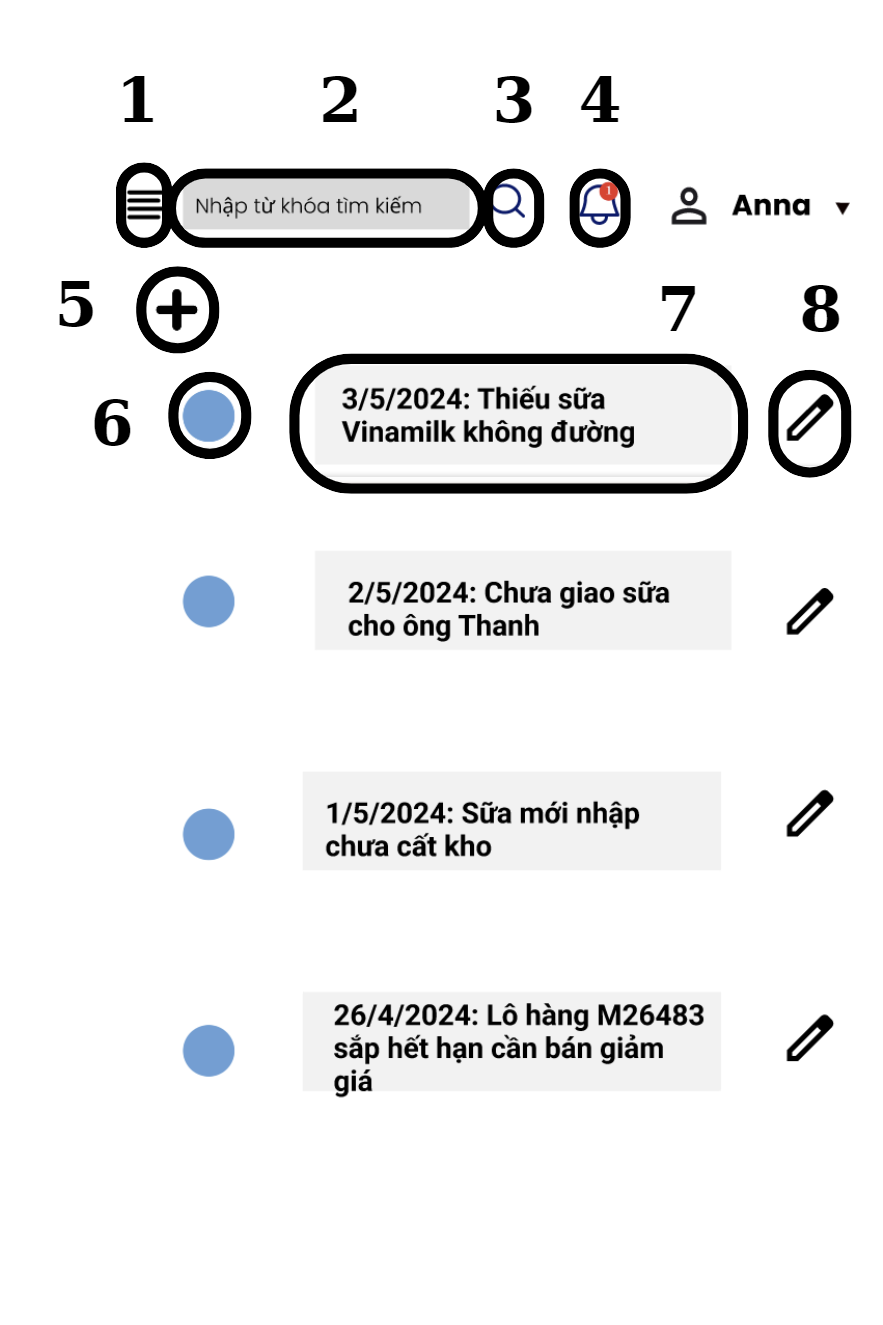 1 2 3 4
Nhập từ khóa tìm kiếm 1 Anna
5 7 8
3/5/2024: Thiếu sữa
Vinamilk không đường
6
2/5/2024: Chưa giao sữa
cho ông Thanh
1/5/2024: Sữa mới nhập
chưa cất kho
26/4/2024: Lô hàng M26483
sắp hết hạn cần bán giảm
giá